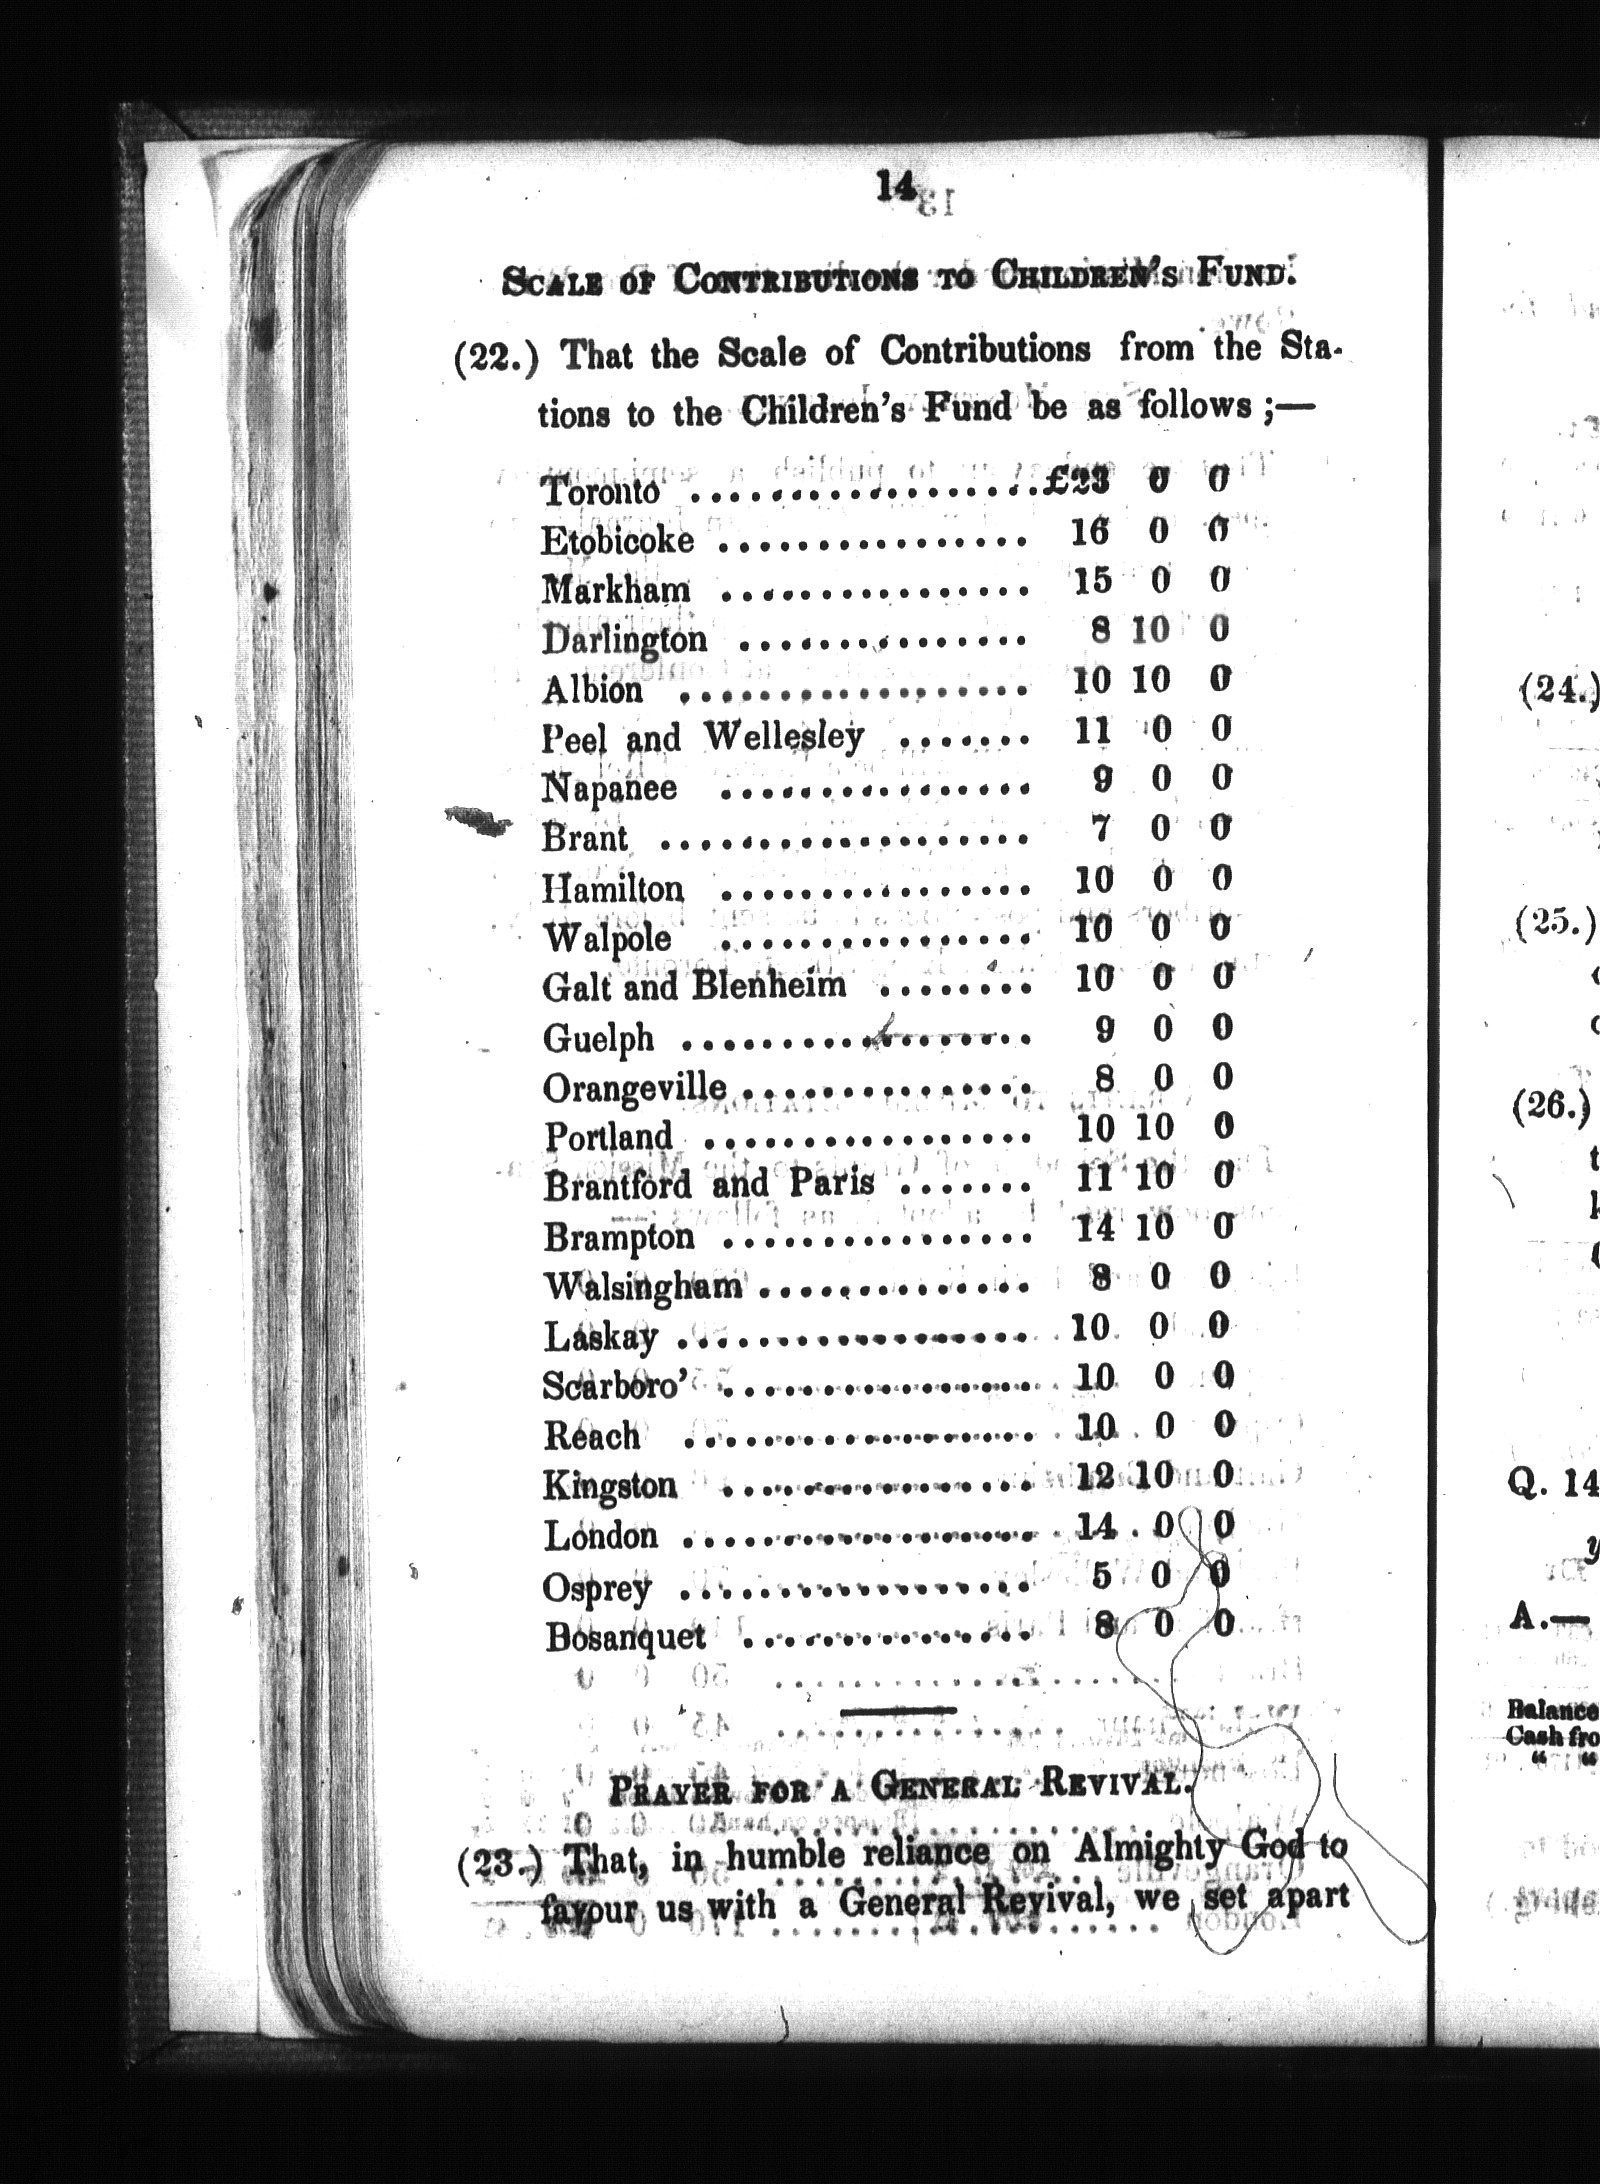 14
SCALE OF CONTRIBUTIONS TO CHILDREN'S FUND.
(22.) That the Scale of Contributions from the Sta-
tions to the Children's Fund be as follows ;—
Toronto ..................£23 0 0
Etobicoke ................ 16 0 0
Markham ................ 15 0 0
Darlington ............... 8 10 0
Albion .................. 10 10 0
Peel and Wellesley ....... 11 0 0
Napanee ................ 9 0 0
Brant ................... 7 0 0
Hamilton ................ 10 0 0
Walpole ................ 10 0 0
Galt and Blenheim ........ 10 0 0
Guelph .................. 9 0 0
Orangeville ............... 8 0 0
Portland ................. 10 10 0
Brantford and Paris ....... 11 10 0
Brampton ................ 14 10 0
Walsingham .............. 8 0 0
Laskay .................. 10 0 0
Scarboro' ................ 10 0 0
Reach .................. 10 0 0
Kingston ................ 12 10 0
London .................. 14 0 0
Osprey .................. 5 0 0
Bosanquet ............... 8 0 0
PRAYER FOR A GENERAL REVIVAL.
(23.) That, in humble reliance on Almighty God to
favour us with a General Revival, we set apart
(24.)
(25.)
(26.)
Q. 14
A.—
Balance
Cash fro
" "